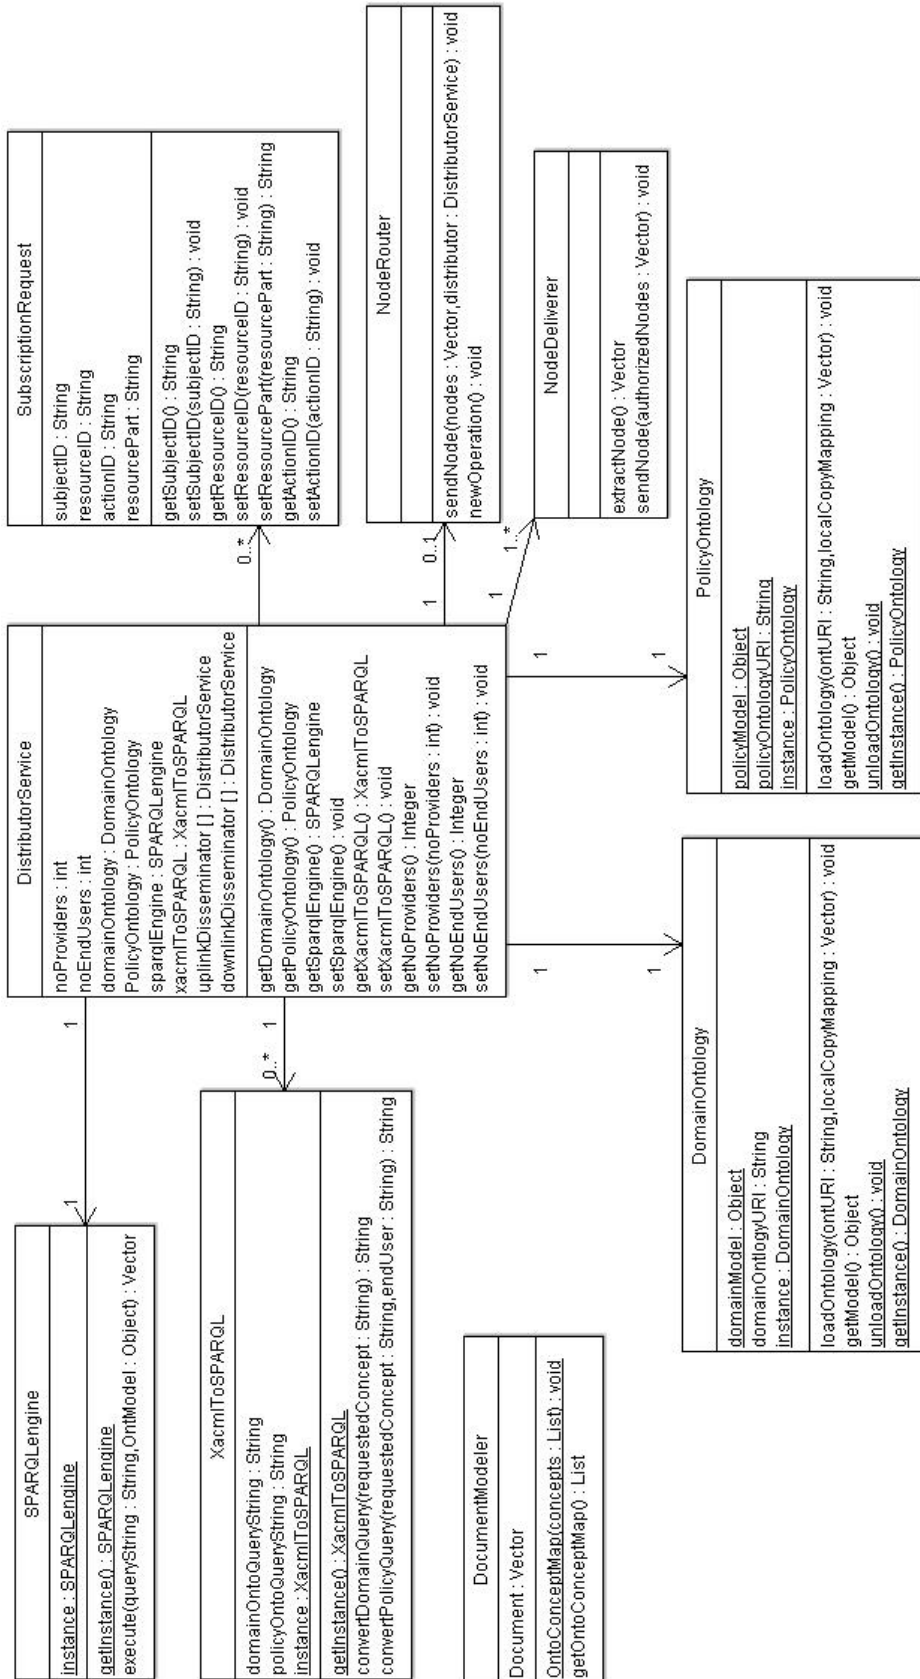 SPARQLengine
instance : SPARQLengine
getInstance() : SPARQLengine
execute(queryString : String,OntModel : Object) : Vector
1
1
XacmlToSPARQL
domainOntoQueryString : String
policyOntoQueryString : String
instance : XacmlToSPARQL
getInstance() : XacmlToSPARQL
convertDomainQuery(requestedConcept : String) : String
convertPolicyQuery(requestedConcept : String,endUser : String) : String
0..*
1
DocumentModeler
Document : Vector
OntoConceptMap(concepts : List) : void
getOntoConceptMap() : List
DistributorService
noProviders : int
noEndUsers : int
domainOntology : DomainOntology
PolicyOntology : PolicyOntology
sparqlEngine : SPARQLengine
xacmlToSPARQL : XacmlToSPARQL
uplinkDisseminator [] : DistributorService
downlinkDisseminator [] : DistributorService
getDomainOntology() : DomainOntology
getPolicyOntology() : PolicyOntology
getSparqlEngine() : SPARQLengine
setSparqlEngine() : void
getXacmlToSPARQL() : XacmlToSPARQL
setXacmlToSPARQL() : void
getNoProviders() : Integer
setNoProviders(noProviders : int) : void
getNoEndUsers() : Integer
setNoEndUsers(noEndUsers : int) : void
SubscriptionRequest
subjectID : String
resourceID : String
actionID : String
resourcePart : String
getSubjectID() : String
setSubjectID(subjectID : String) : void
getResourceID() : String
setResourceID(resourceID : String) : void
setResourcePart(resourcePart : String) : String
getActionID() : String
setActionID(actionID : String) : void
0..*
NodeRouter
sendNode(nodes : Vector,distributor : DistributorService) : void
newOperation() : void
1
0..1
NodeDeliverer
extractNode() : Vector
sendNode(authorizedNodes : Vector) : void
1
1..*
DomainOntology
domainModel : Object
domainOntlogyURI : String
instance : DomainOntology
loadOntology(ontURI : String,localCopyMapping : Vector) : void
getModel() : Object
unloadOntology() : void
getInstance() : DomainOntology
1
1
PolicyOntology
policyModel : Object
policyOntologyURI : String
instance : PolicyOntology
loadOntology(ontURI : String,localCopyMapping : Vector) : void
getModel() : Object
unloadOntology() : void
getInstance() : PolicyOntology
1
1